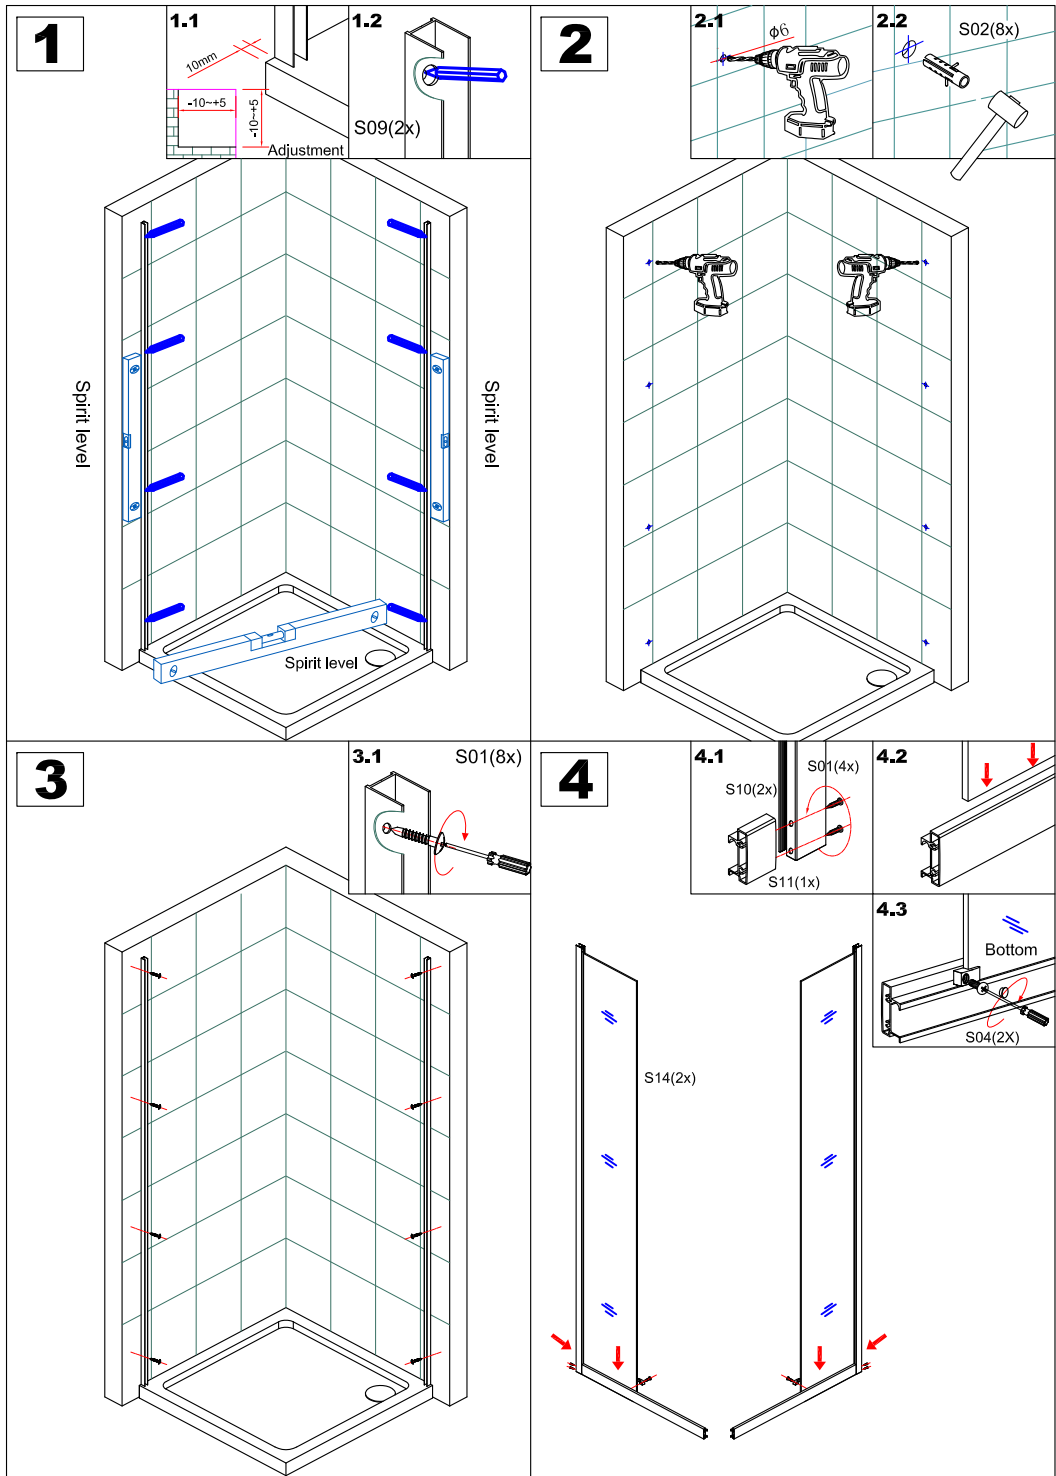 1
1.1
10mm
-10~+5
-10~+5
Adjustment
1.2
S09(2x)
Spirit level
Spirit level
Spirit level
2
2.1
ϕ6
2.2
S02(8x)
3
3.1
S01(8x)
4
4.1
S01(4x)
S10(2x)
S11(1x)
4.2
4.3
Bottom
S04(2X)
S14(2x)